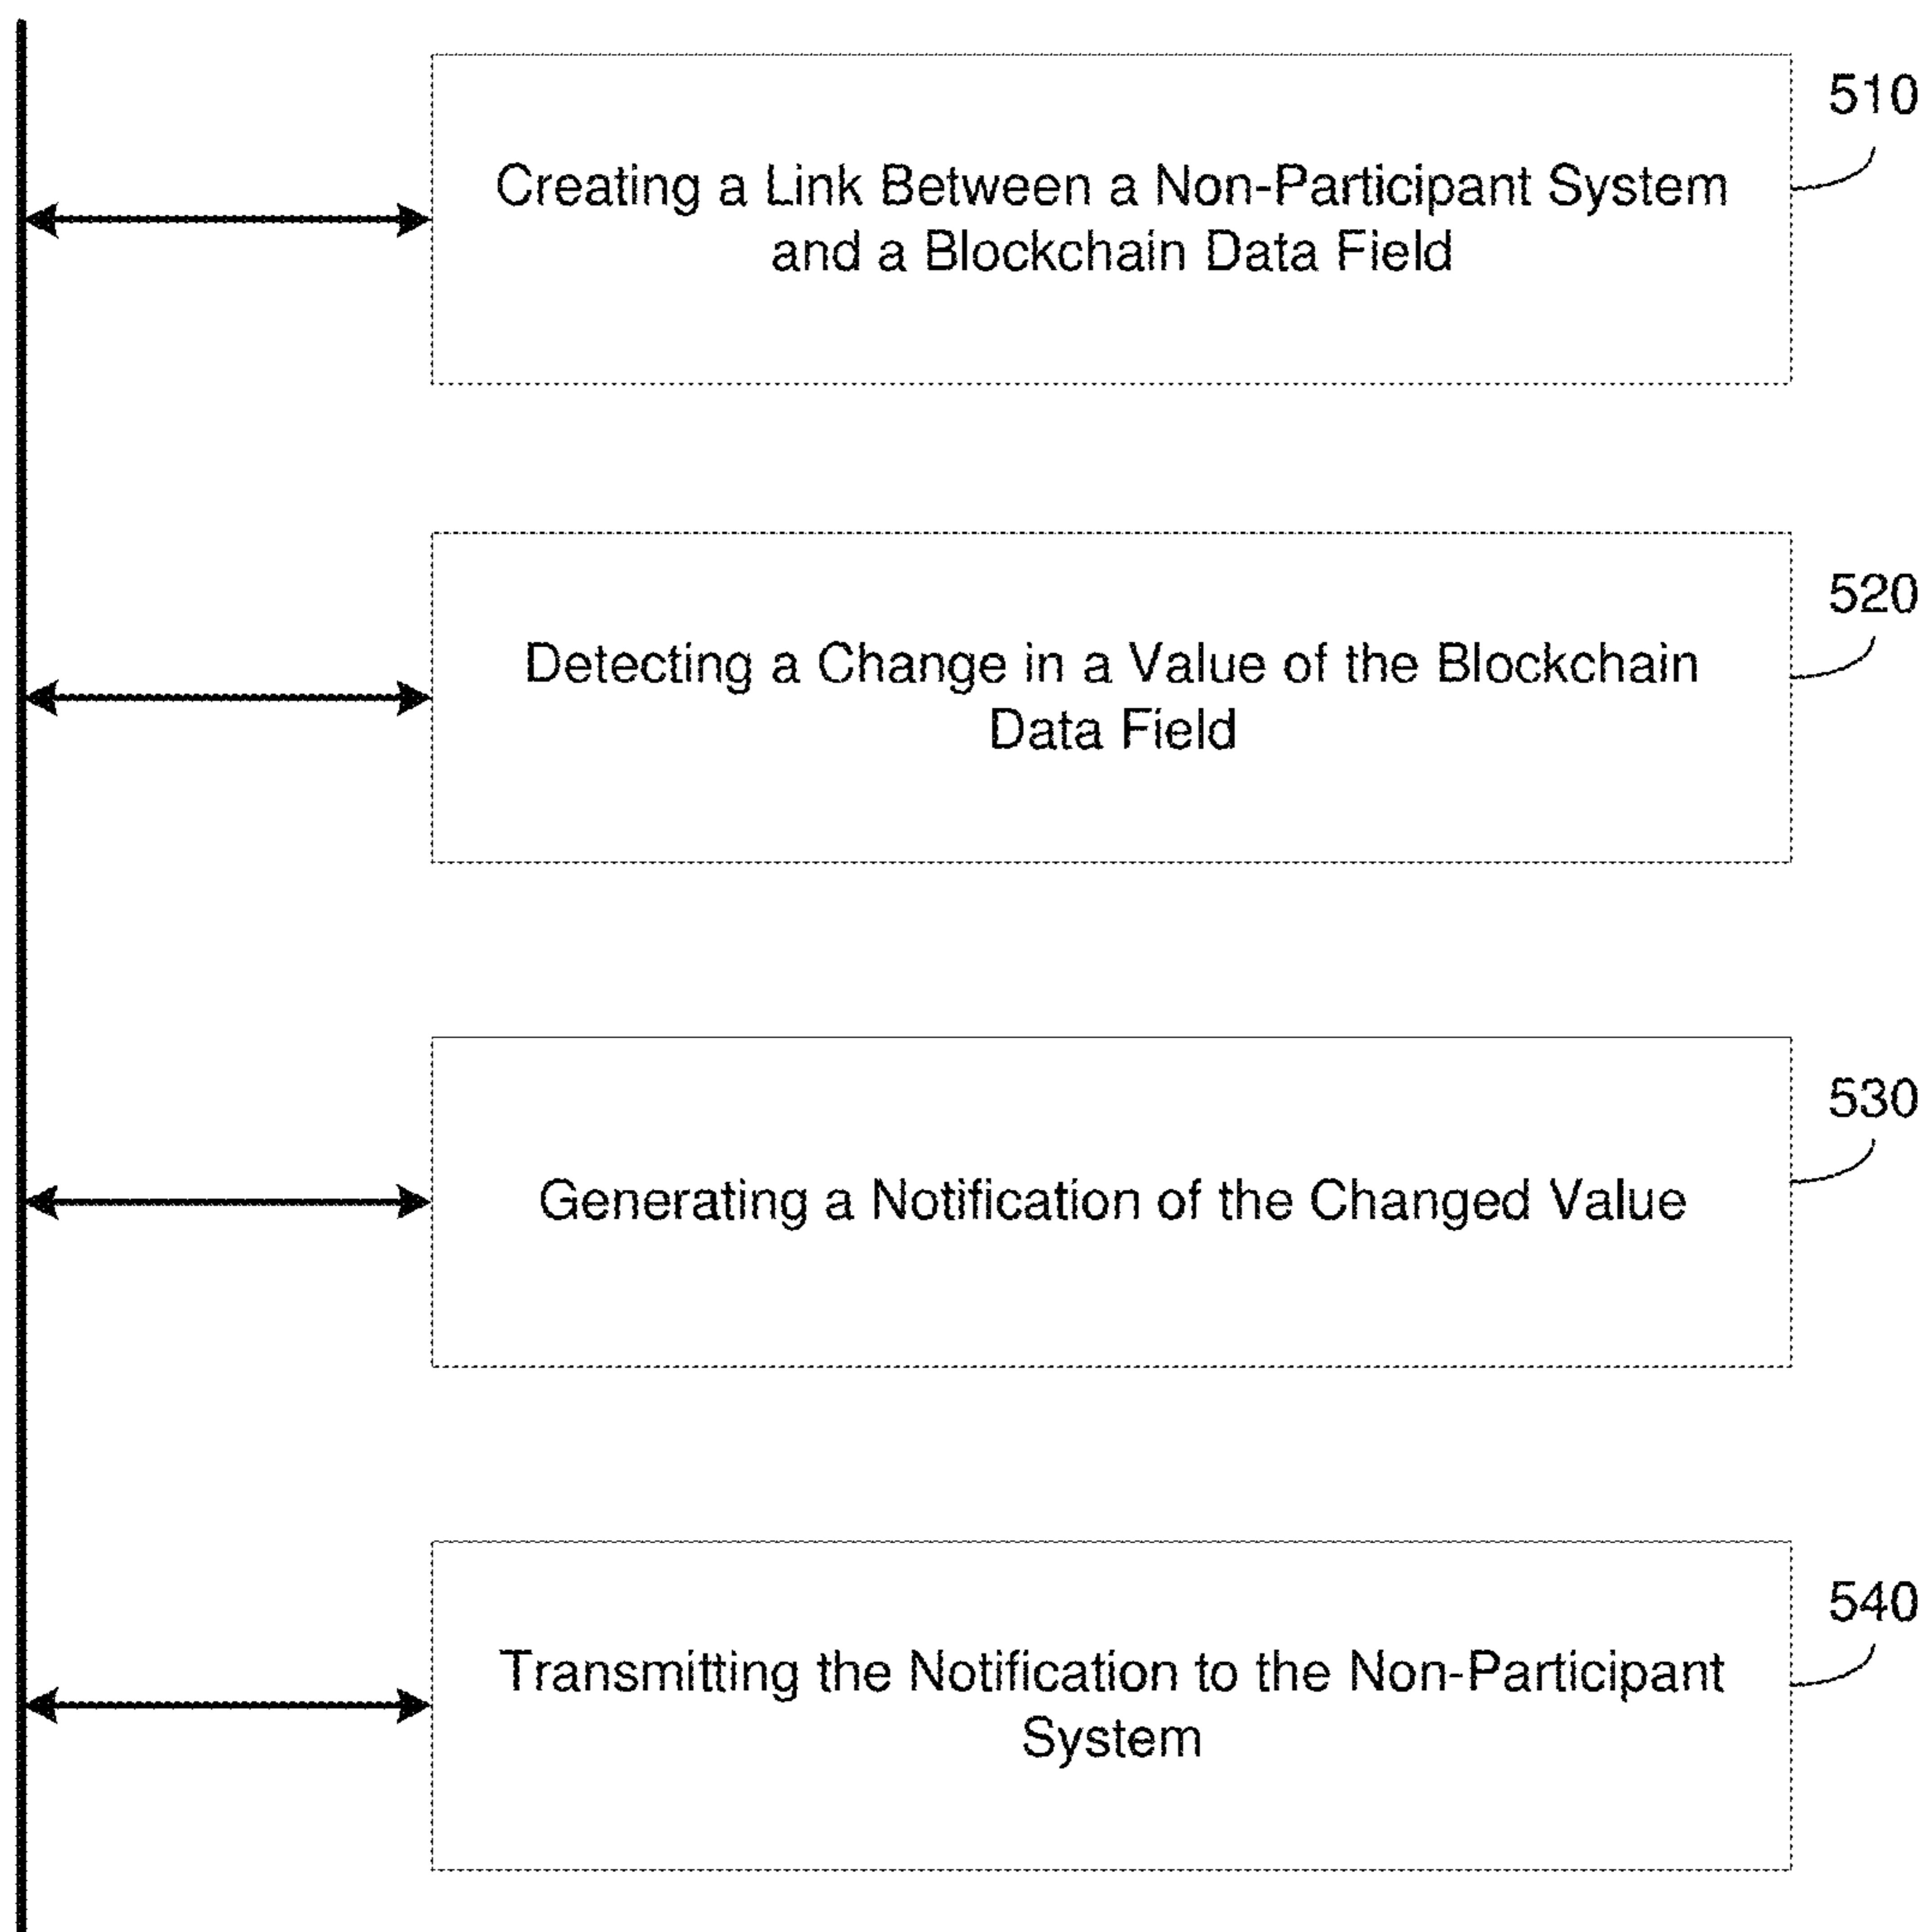 510
Creating a Link Between a Non-Participant System
and a Blockchain Data Field
520
Detecting a Change in a Value of the Blockchain
Data Field
530
Generating a Notification of the Changed Value
540
Transmitting the Notification to the Non-Participant
System